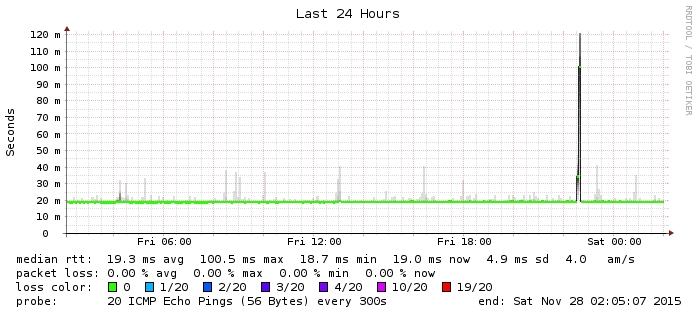 Last 24 Hours
RRDTOOL / TOBI OETIKER
Seconds
120 m
110 m
100 m
90 m
80 m
70 m
60 m
50 m
40 m
30 m
20 m
10 m
0
Fri 06:00 Fri 12:00 Fri 18:00 Sat 00:00
median rtt: 19.3 ms avg 100.5 ms max 18.7 ms min 19.0 ms now 4.9 ms sd 4.0 am/s
packet loss: 0.00 % avg 0.00 % max 0.00 % min 0.00 % now
loss color: 0 1/20 2/20 3/20 4/20 10/20 19/20
probe: 20 ICMP Echo Pings (56 Bytes) every 300s end: Sat Nov 28 02:05:07 2015